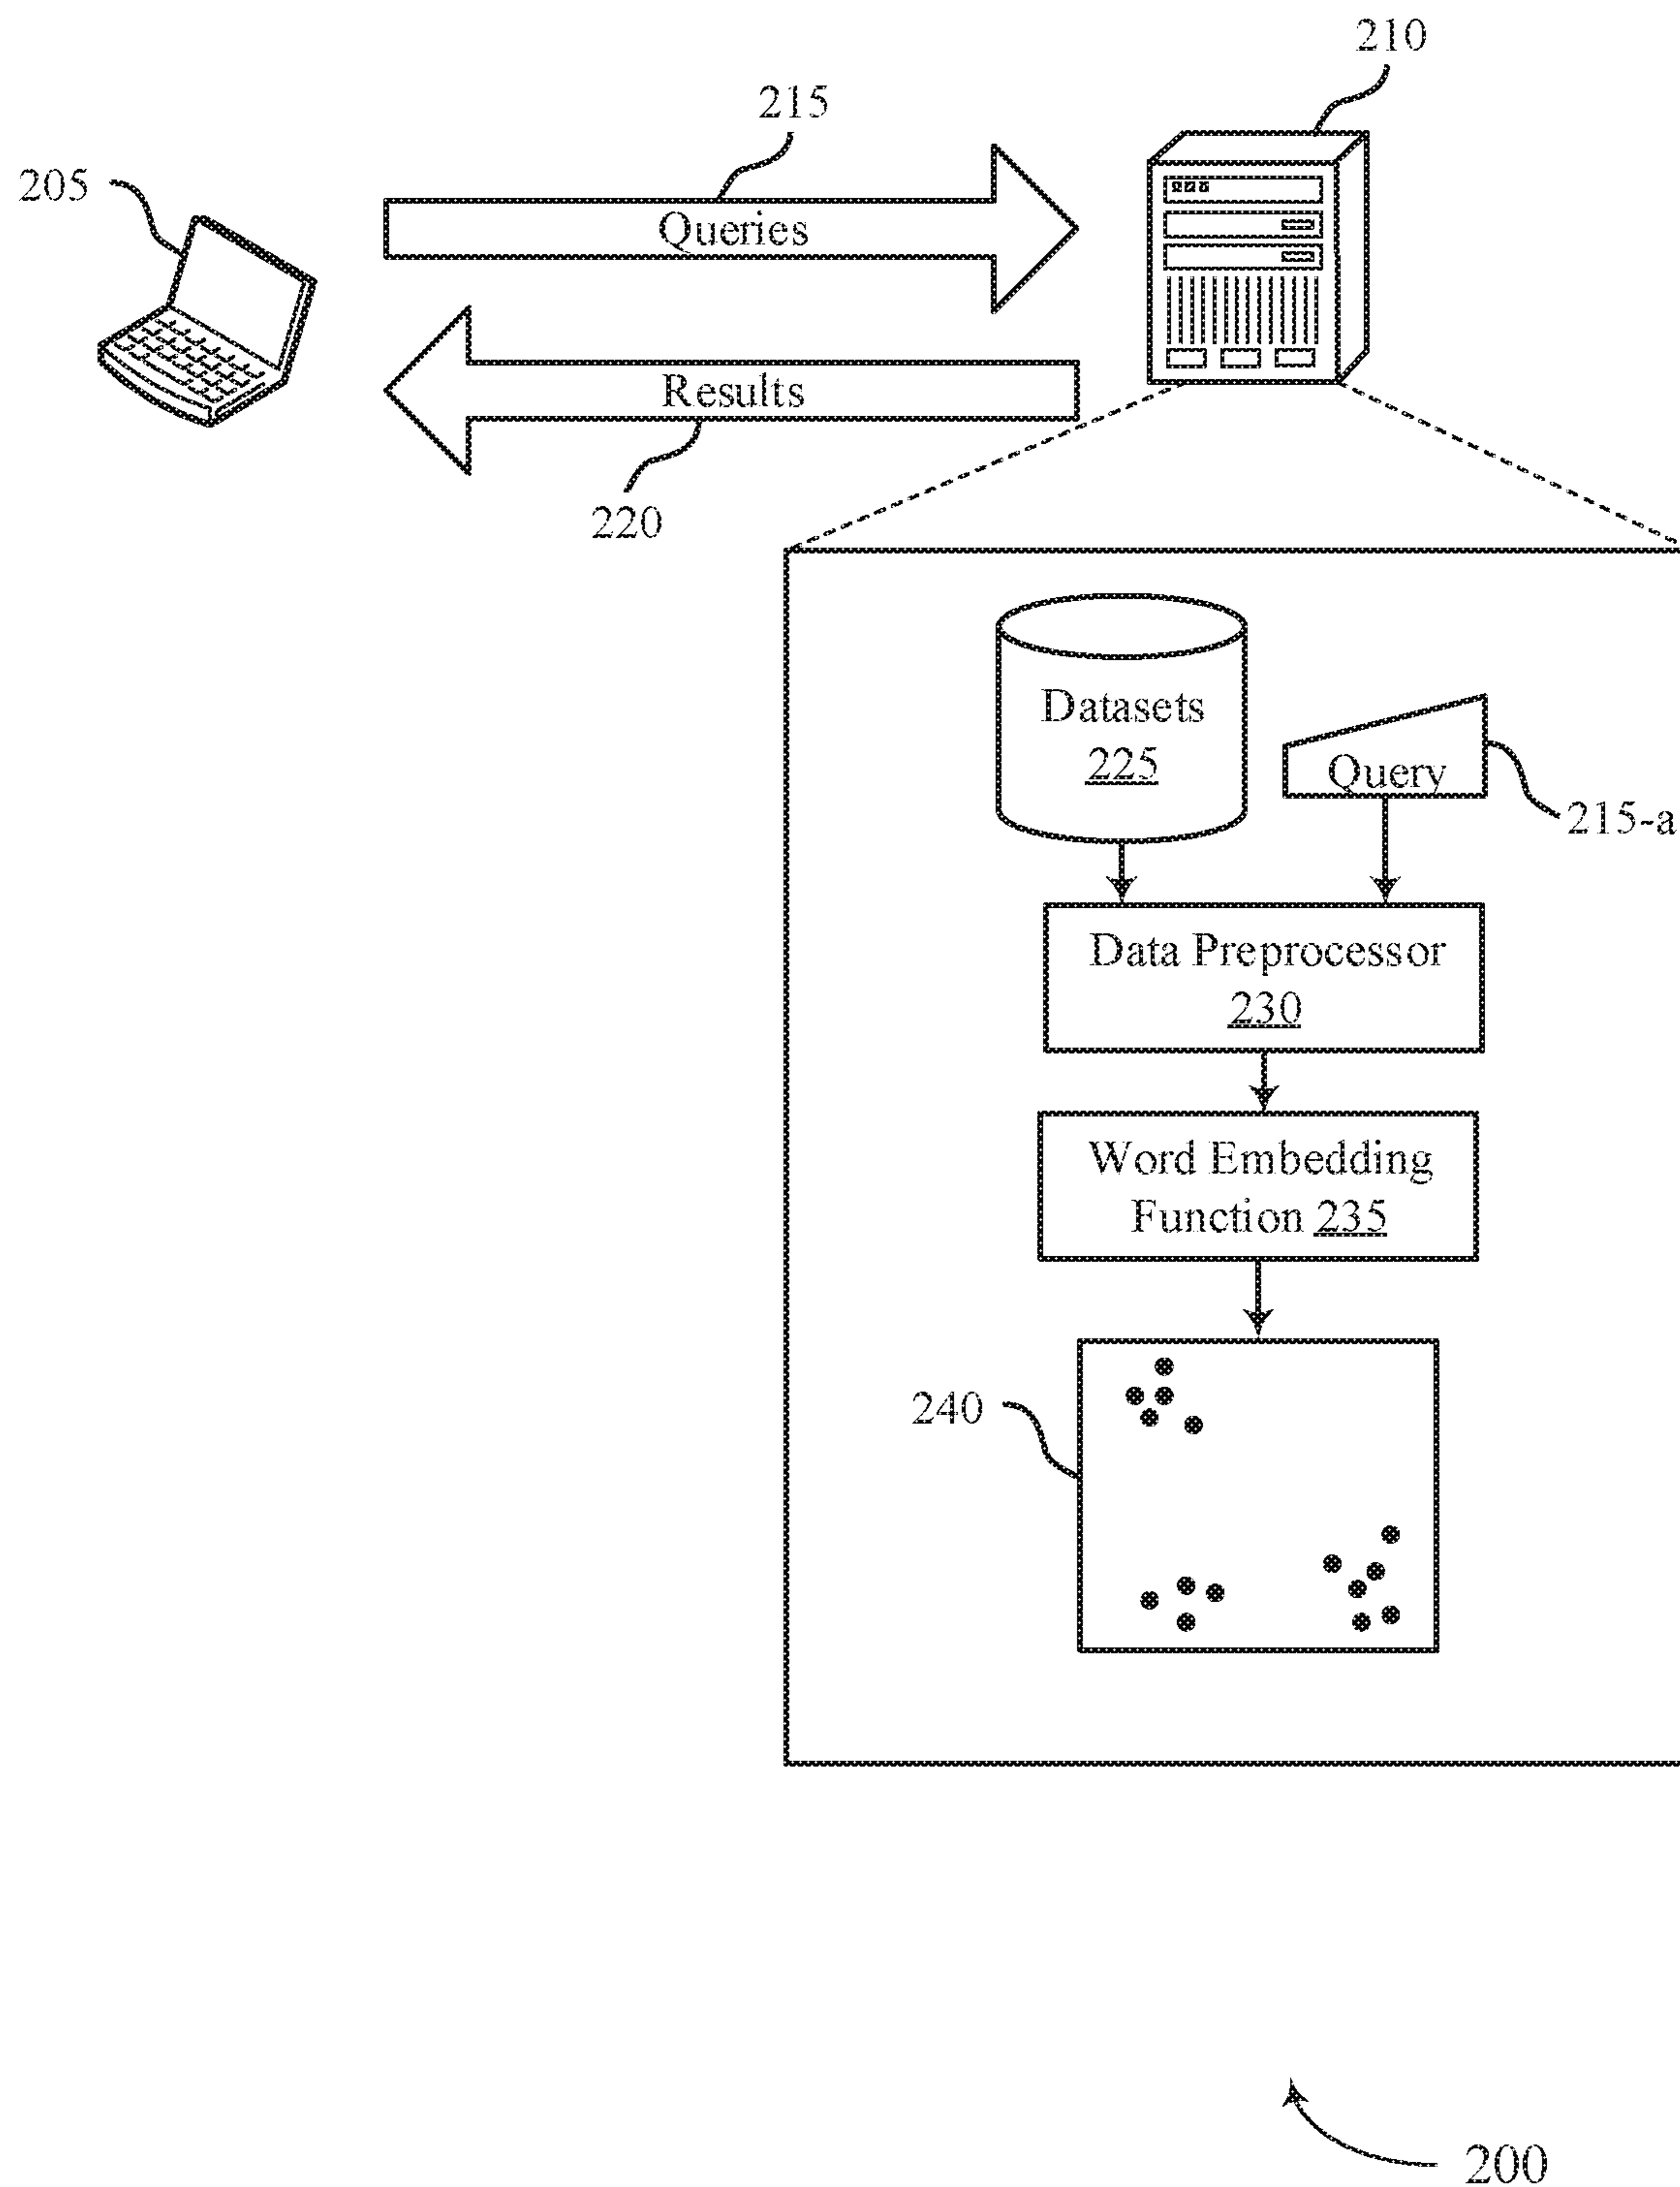 210
215
205
Queries
Results
220
Datasets
225
Query
215-a
Data Preprocessor
230
Word Embedding
Function 235
240
200